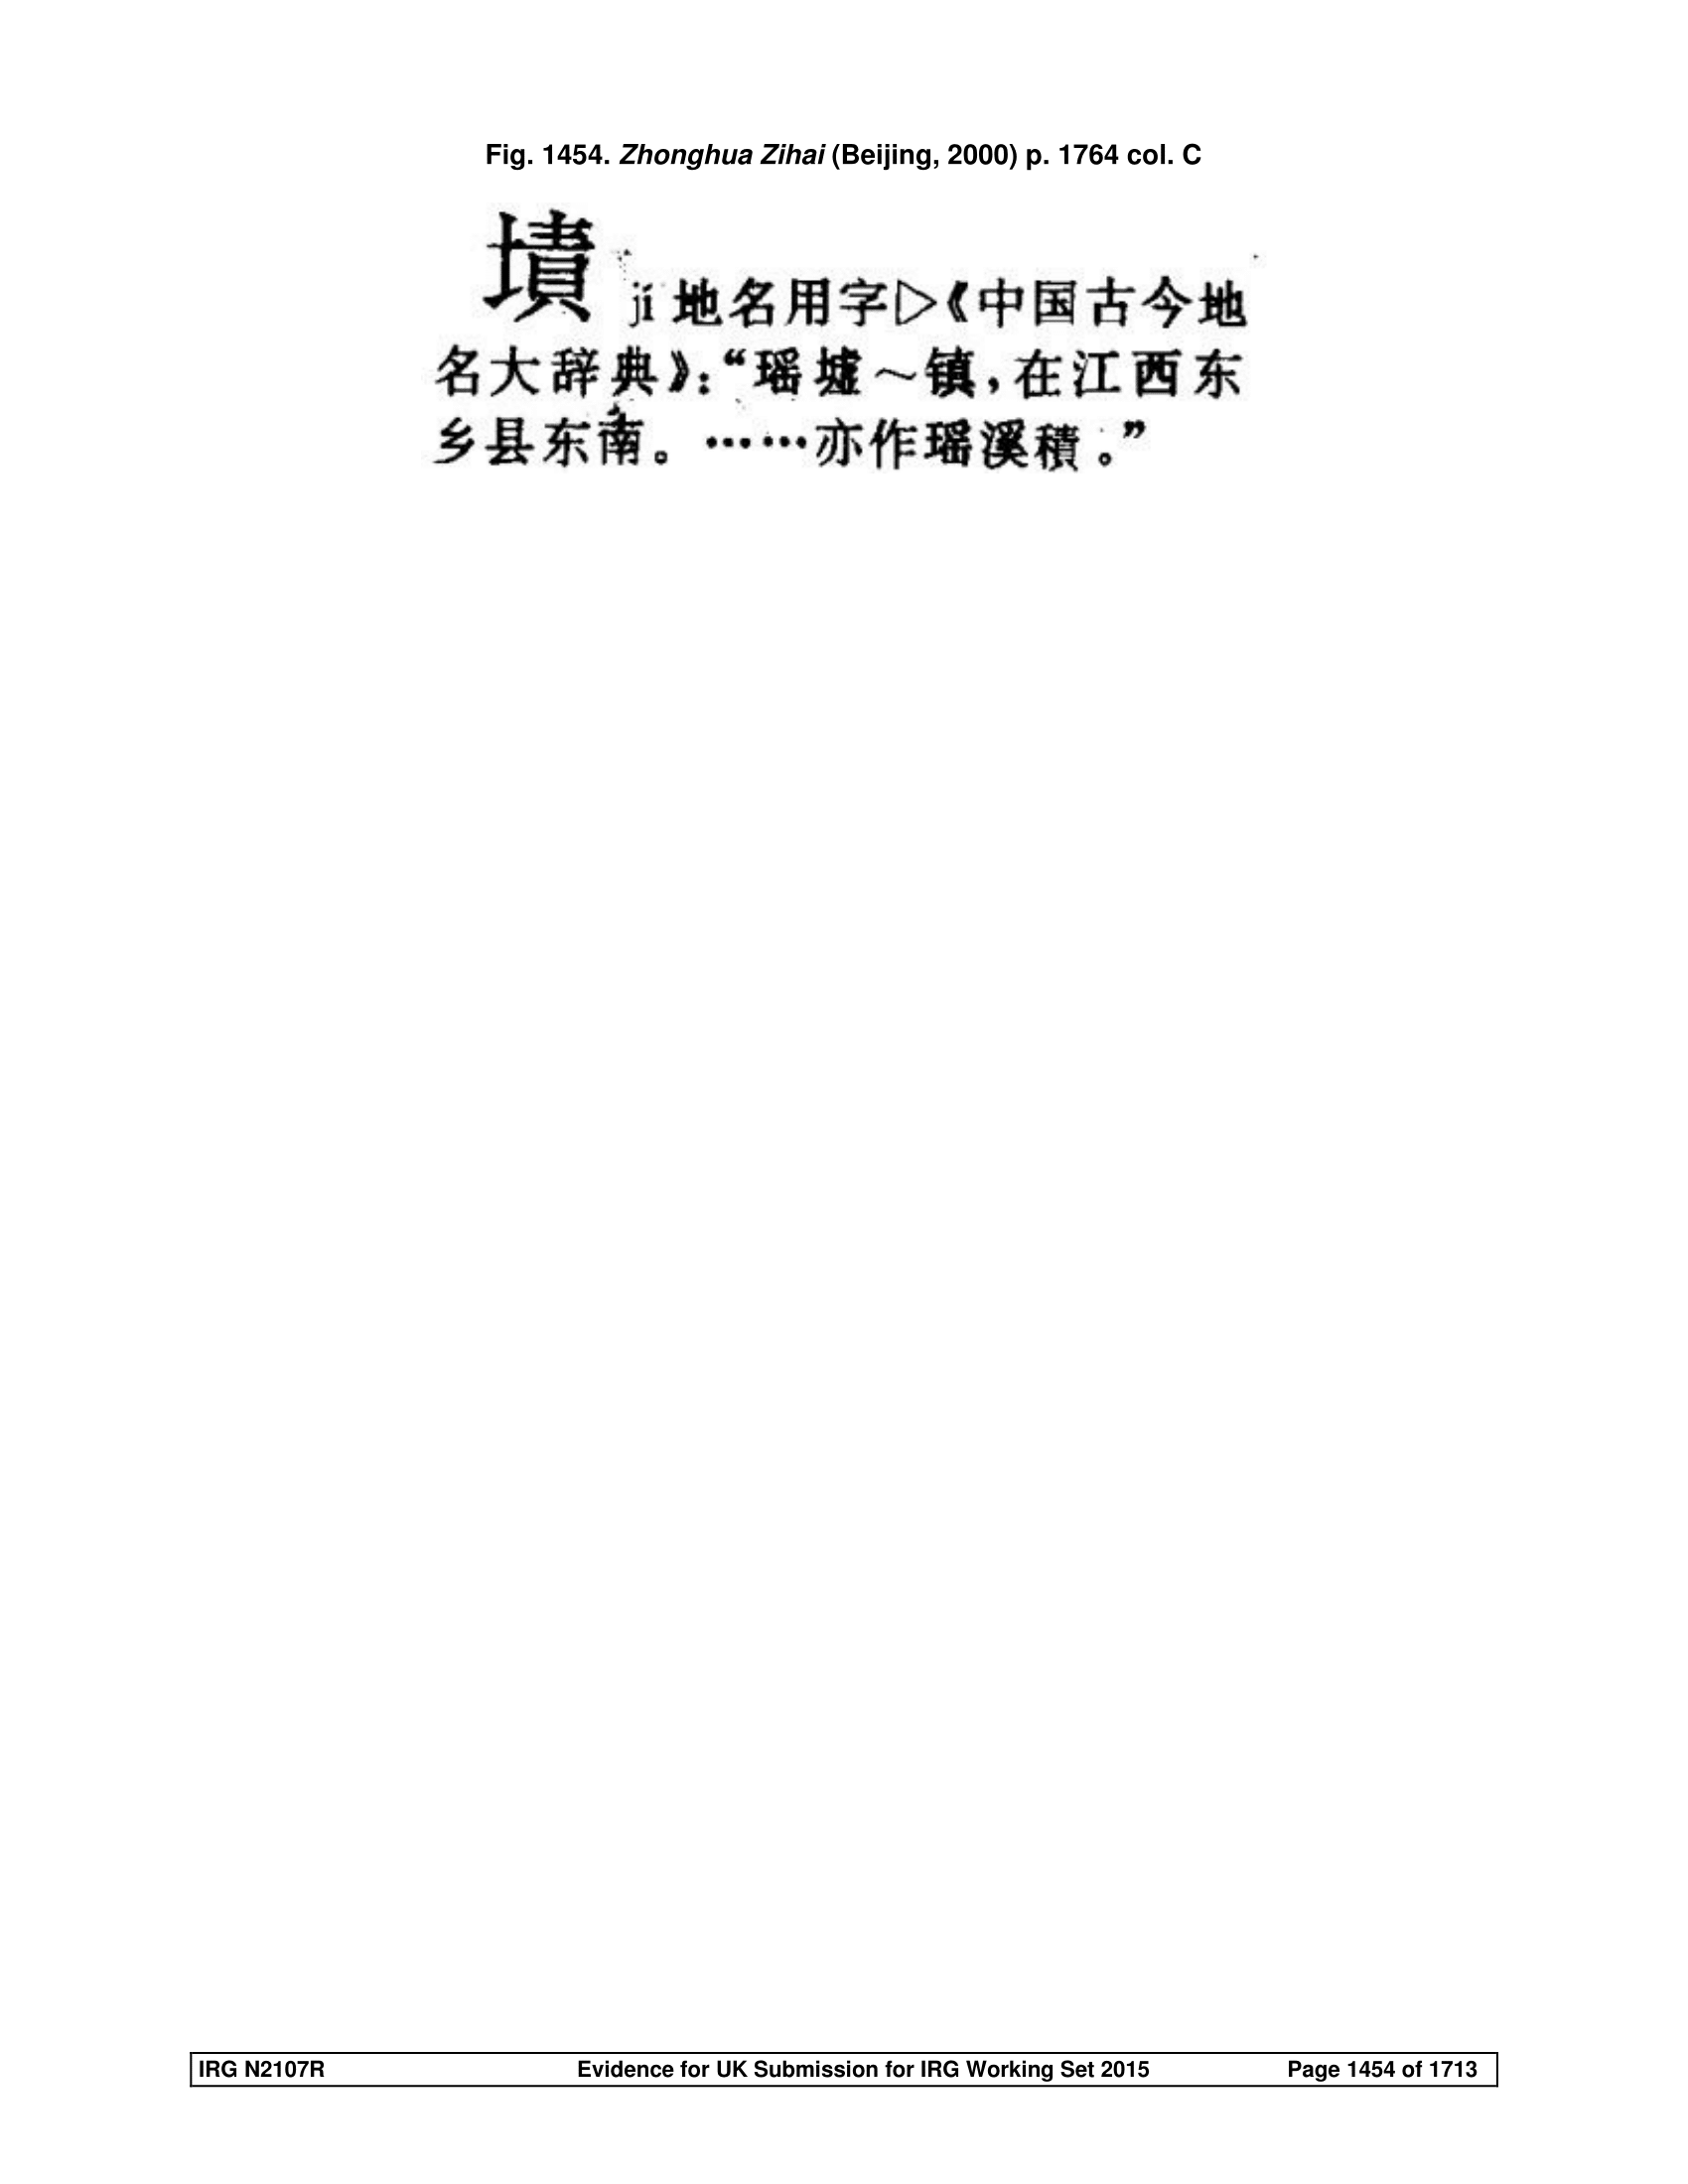 Fig. 1454. Zhonghua Zihai (Beijing, 2000) p. 1764 col. C
𡑡 jí 地名用字▷《中国古今地
名大辞典》：“瑶墟～镇，在江西东
乡县东南。……亦作瑶溪積。”
IRG N2107R Evidence for UK Submission for IRG Working Set 2015 Page 1454 of 1713